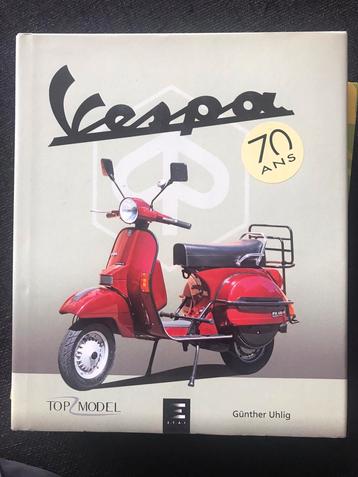 Vespa
70
ANS
TOP MODEL
E
E.T.A.I
Günther Uhlig